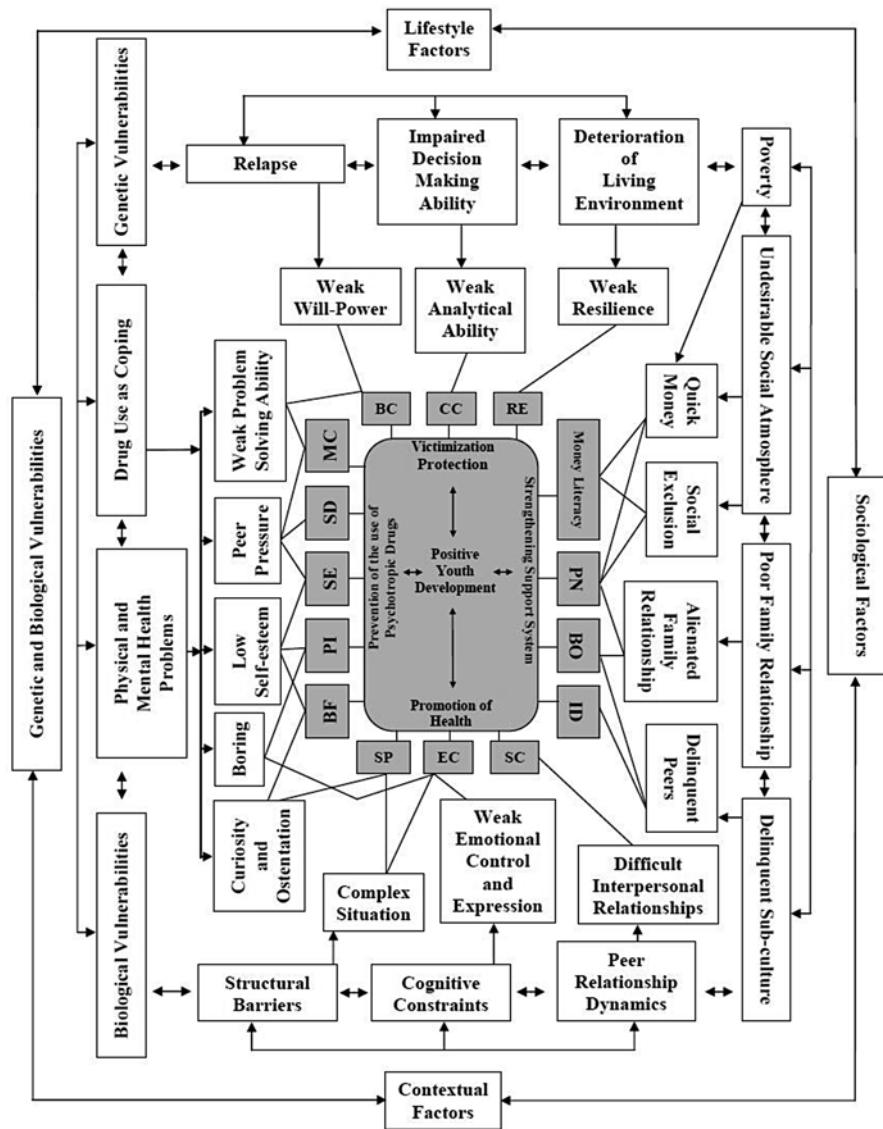 Lifestyle
Factors
Genetic Vulnerabilities
Relapse
Impaired
Decision
Making
Ability
Deterioration
of
Living
Environment
Poverty
Weak
Will-Power
Weak
Analytical
Ability
Weak
Resilience
Undesirable Social Atmosphere
Drug Use as Coping
Weak Problem
Solving Ability
Quick
Money
BC
CC
RE
MC
Victimization
Protection
Money Literacy
Genetic and Biological Vulnerabilities
Peer
Pressure
SD
Prevention of the use of
Psychotropic Drugs
Strengthening Support System
Social
Exclusion
Sociological Factors
SE
Positive
Youth
Development
PN
Physical and
Mental Health
Problems
Low
Self-esteem
PI
BO
Alienated
Family
Relationship
Poor Family Relationship
BF
Promotion of
Health
ID
Boring
SP
EC
SC
Delinquent
Peers
Curiosity
and
Ostentation
Weak
Emotional
Control
and
Expression
Complex
Situation
Difficult
Interpersonal
Relationships
Delinquent Sub-culture
Biological Vulnerabilities
Structural
Barriers
Cognitive
Constraints
Peer
Relationship
Dynamics
Contextual
Factors